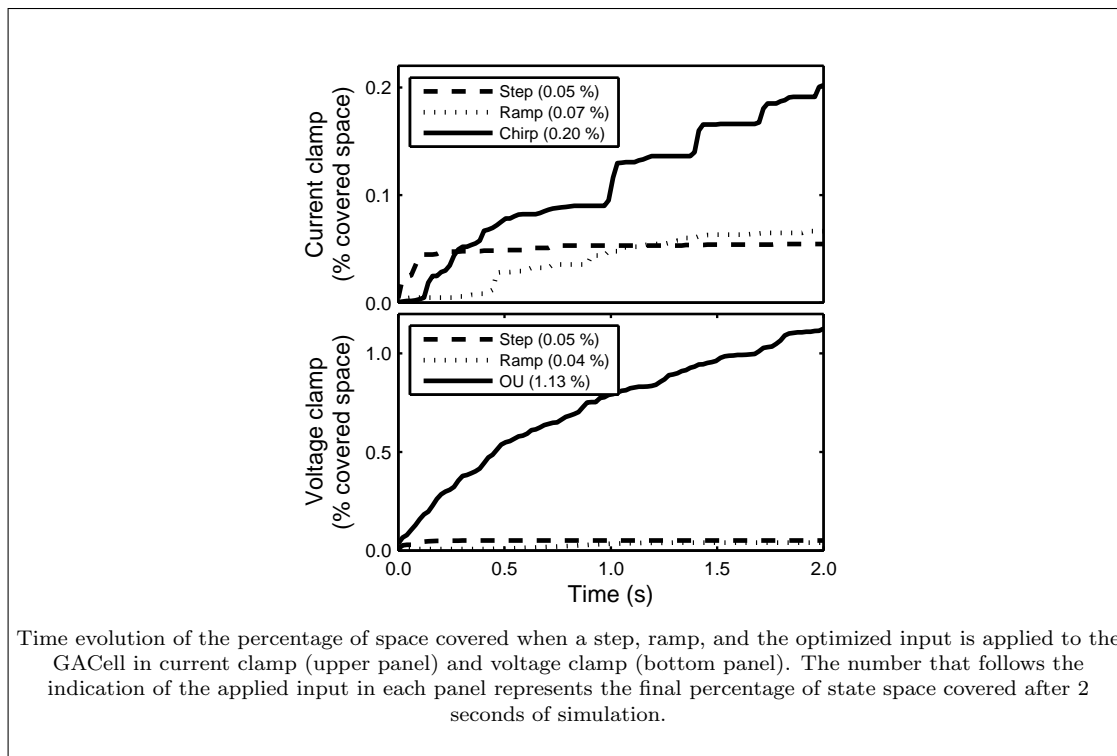 Current clamp
(% covered space)
0.2
0.1
0.0
Step (0.05 %)
Ramp (0.07 %)
Chirp (0.20 %)
Voltage clamp
(% covered space)
1.0
0.5
0.0
Step (0.05 %)
Ramp (0.04 %)
OU (1.13 %)
0.0 0.5 1.0 1.5 2.0
Time (s)
Time evolution of the percentage of space covered when a step, ramp, and the optimized input is applied to the
GACell in current clamp (upper panel) and voltage clamp (bottom panel). The number that follows the
indication of the applied input in each panel represents the final percentage of state space covered after 2
seconds of simulation.